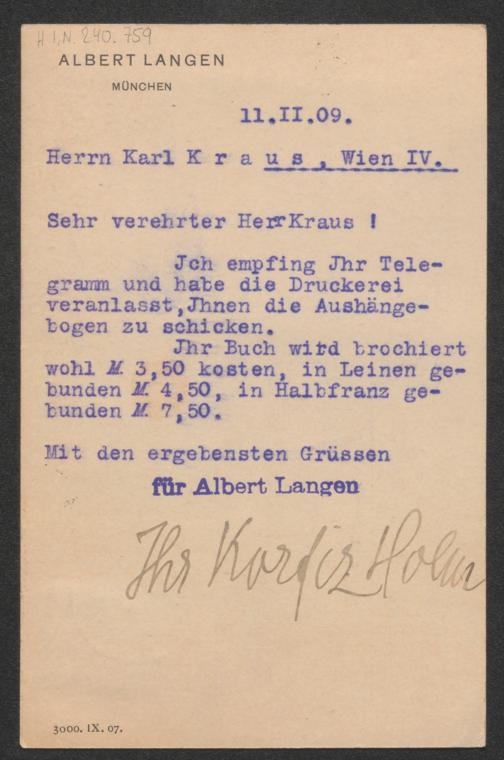 H I, N. 240. 759
ALBERT LANGEN
MÜNCHEN
11.II.09.
Herrn Karl K r a u s , Wien IV.
Sehr verehrter Herr Kraus !
Jch empfing Jhr Tele-
gramm und habe die Druckerei
veranlasst,Jhnen die Aushänge-
bogen zu schicken.
Jhr Buch wird brochiert
wohl M. 3,50 kosten, in Leinen ge-
bunden M. 4,50, in Halbfranz ge-
bunden M. 7,50.
Mit den ergebensten Grüssen
für Albert Langen
Ihr Korfiz Holm
3000. IX. 07.